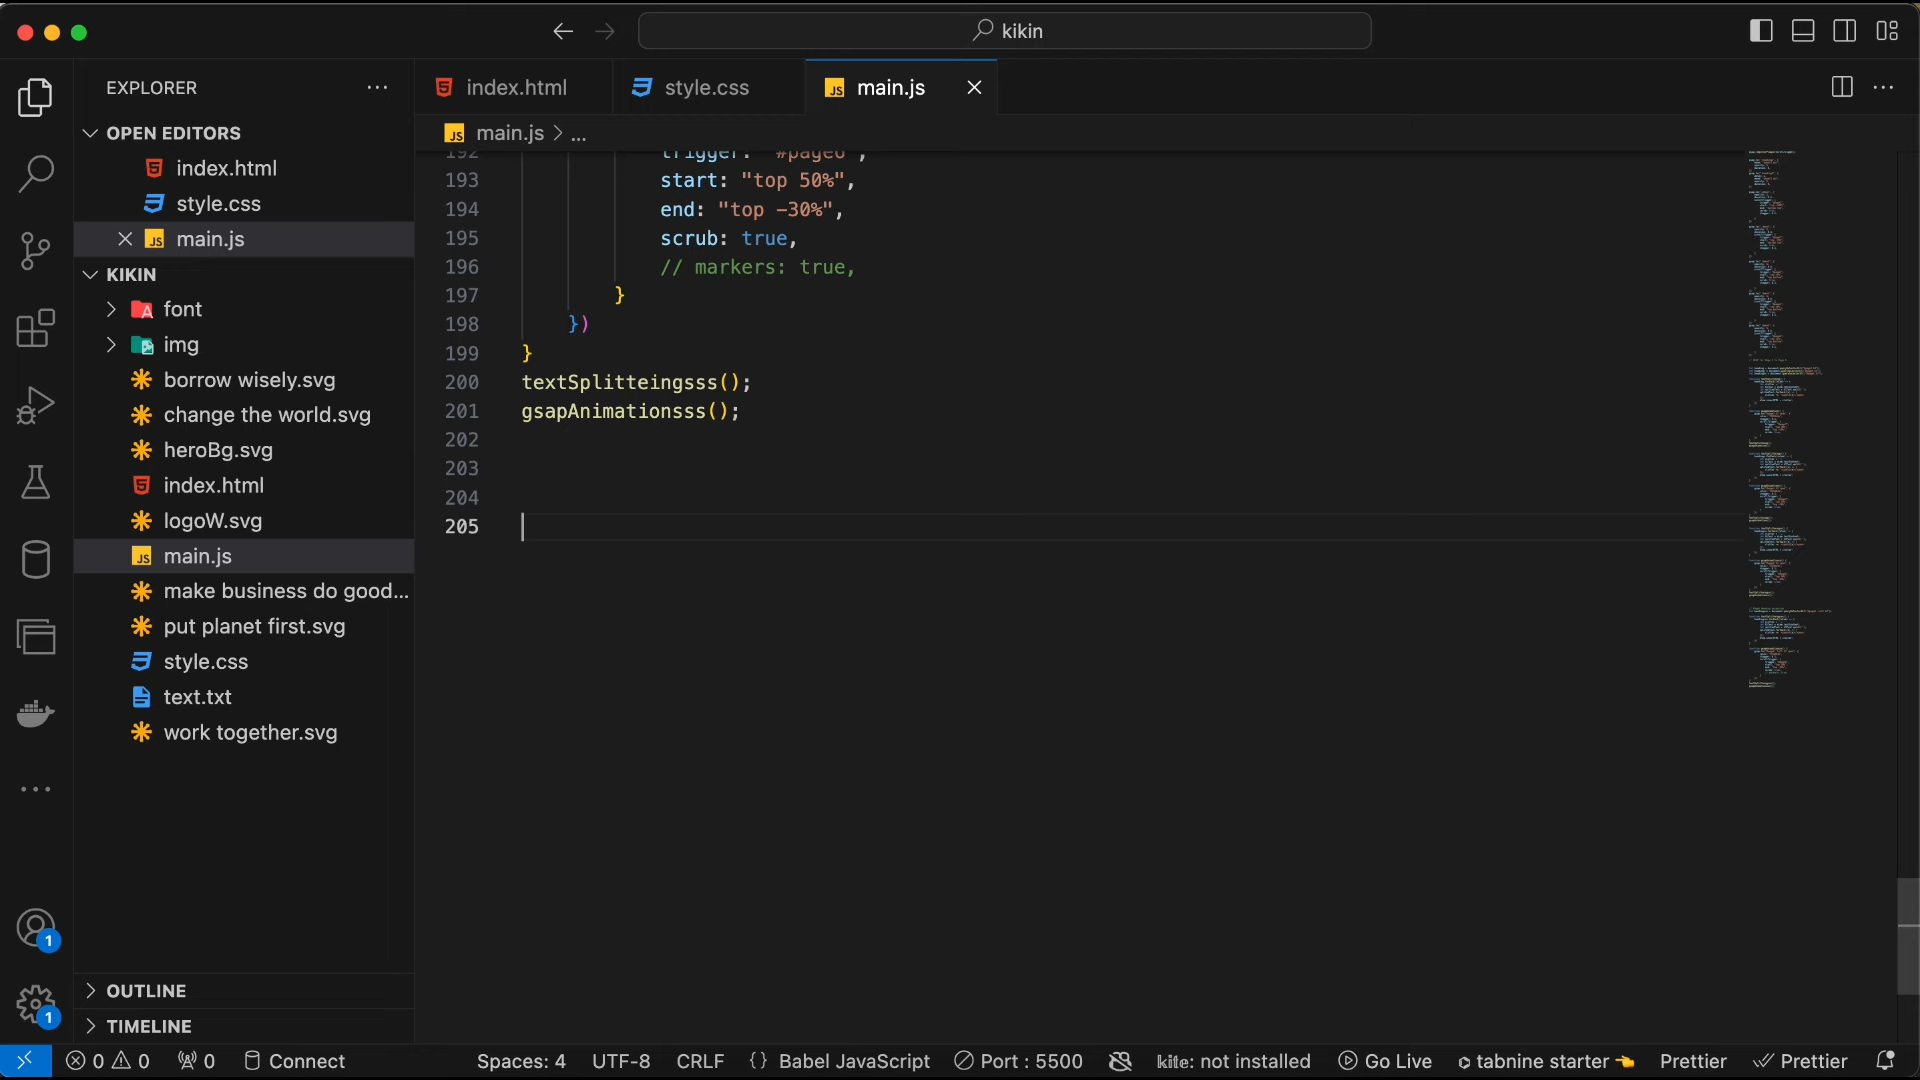 kikin
EXPLORER
OPEN EDITORS
index.html
style.css
main.js
KIKIN
font
img
borrow wisely.svg
change the world.svg
heroBg.svg
index.html
logoW.svg
main.js
make business do good...
put planet first.svg
style.css
text.txt
work together.svg
OUTLINE
TIMELINE
1
1
index.html
style.css
main.js
main.js > ...
192 trigger: "#page6",
193 start: "top 50%",
194 end: "top -30%",
195 scrub: true,
196 // markers: true,
197 }
198 })
199 }
200 textSplitteingsss();
201 gsapAnimationsss();
202
203
204
205
0 0 0 Connect Spaces: 4 UTF-8 CRLF {} Babel JavaScript Port : 5500 kite: not installed Go Live tabnine starter Prettier Prettier